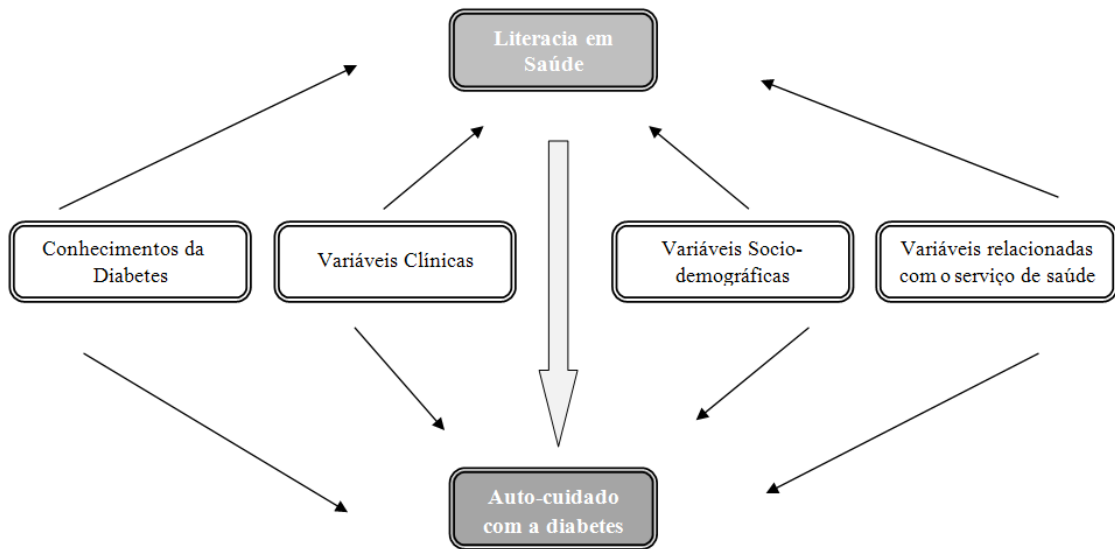 Literacia em
Saúde
Conhecimentos da
Diabetes
Variáveis Clínicas
Variáveis Socio-
demográficas
Variáveis relacionadas
com o serviço de saúde
Auto-cuidado
com a diabetes